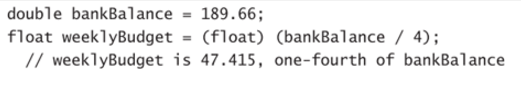 double bankBalance = 189.66;
float weeklyBudget = (float) (bankBalance / 4);
// weeklyBudget is 47.415, one-fourth of bankBalance